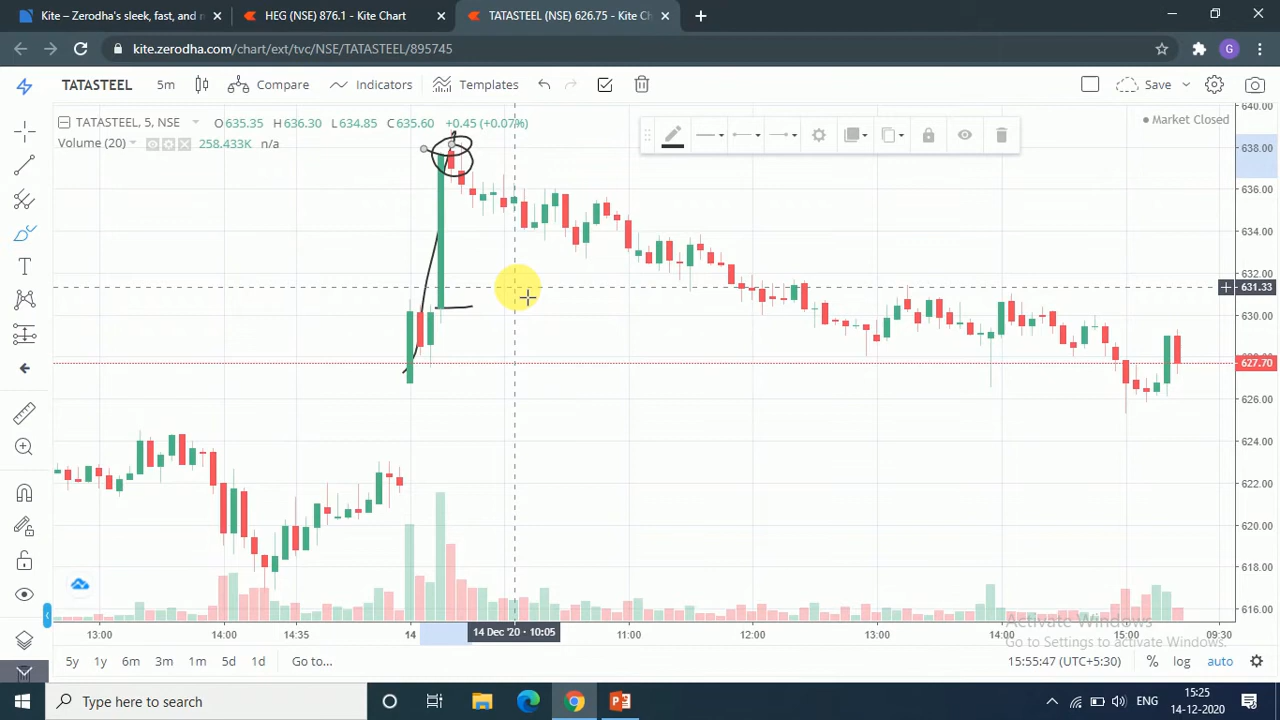 Kite – Zerodha's sleek, fast, and m
HEG (NSE) 876.1 - Kite Chart
TATASTEEL (NSE) 626.75 - Kite Ch
kite.zerodha.com/chart/ext/tvc/NSE/TATASTEEL/895745
G
TATASTEEL 5m Compare Indicators Templates Save
TATASTEEL, 5, NSE O635.35 H636.30 L634.85 C635.60 +0.45 (+0.07%)
Volume (20) 258.433K n/a
Market Closed
640.00
638.00
636.00
634.00
632.00
631.33
630.00
627.70
626.00
624.00
622.00
620.00
618.00
616.00
13:00 14:00 14:35 14 14 Dec '20 · 10:05 11:00 12:00 13:00 14:00 15:00 09:30
Activate Windows
Go to Settings to activate Windows.
5y 1y 6m 3m 1m 5d 1d Go to... 15:55:47 (UTC+5:30) % log auto
Type here to search
ENG
15:25
14-12-2020